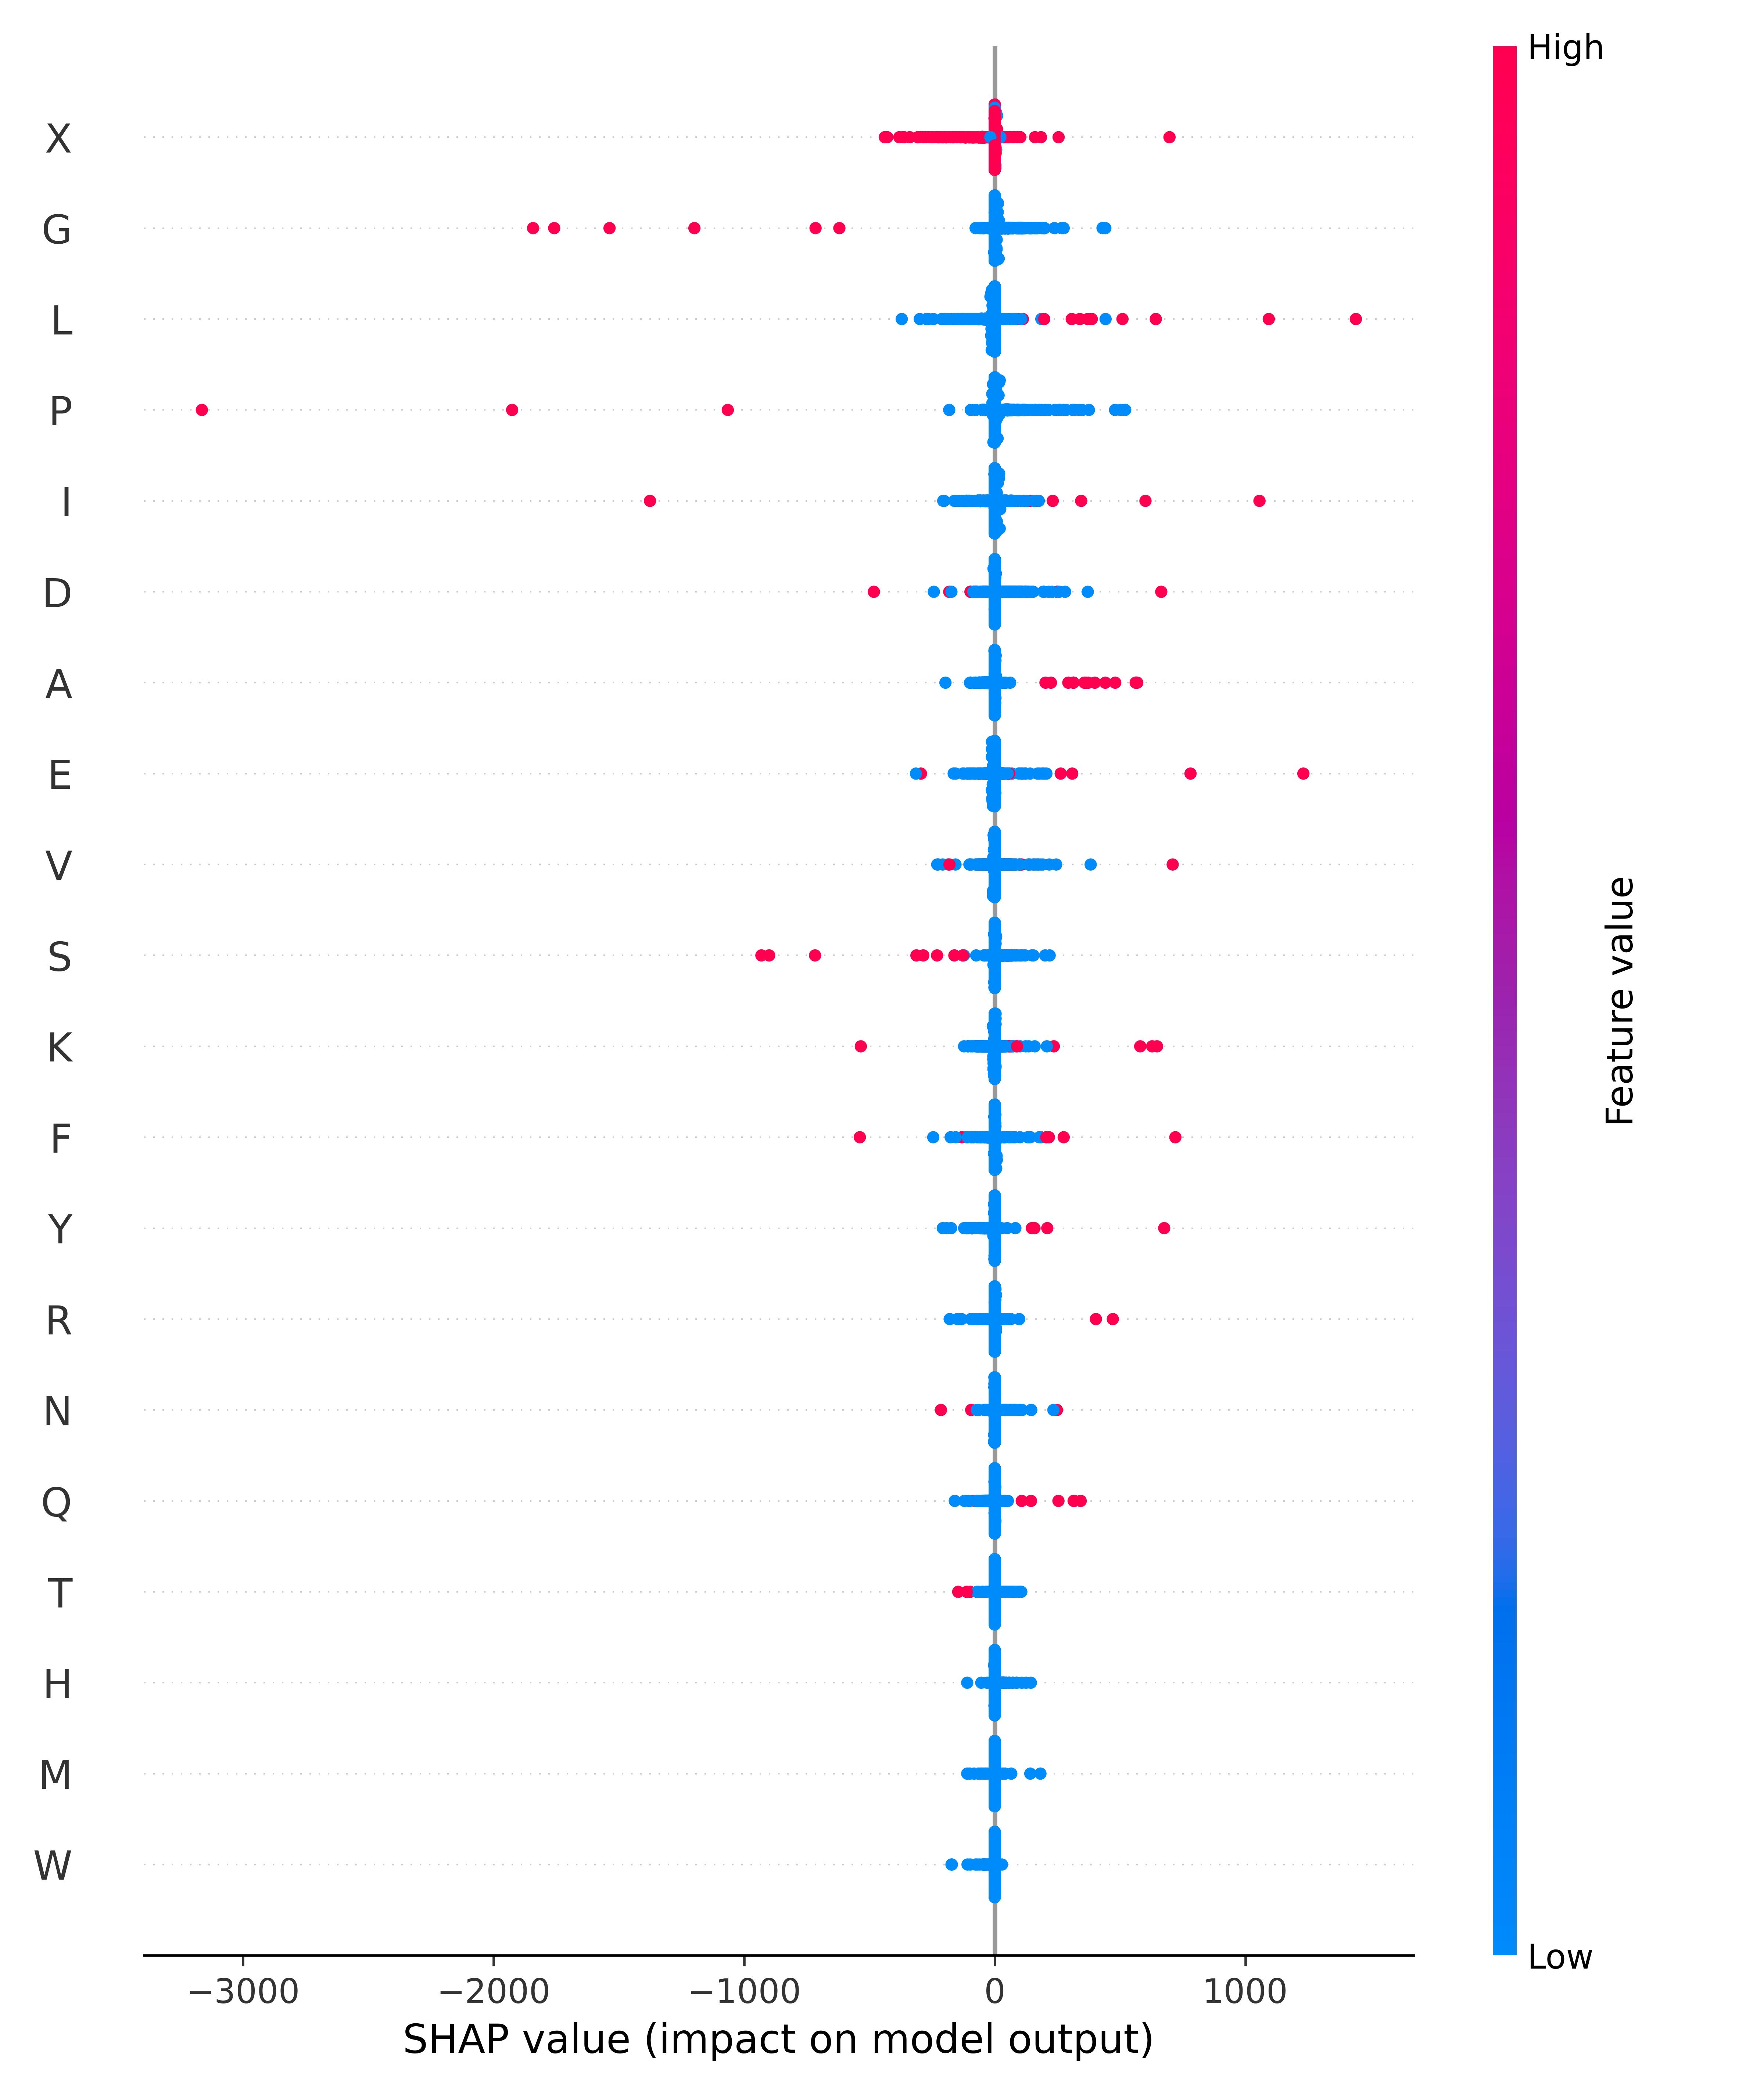 High
X
G
L
P
I
D
A
E
V
S
K
F
Y
R
N
Q
T
H
M
W
Feature value
Low
−3000 −2000 −1000 0 1000
SHAP value (impact on model output)